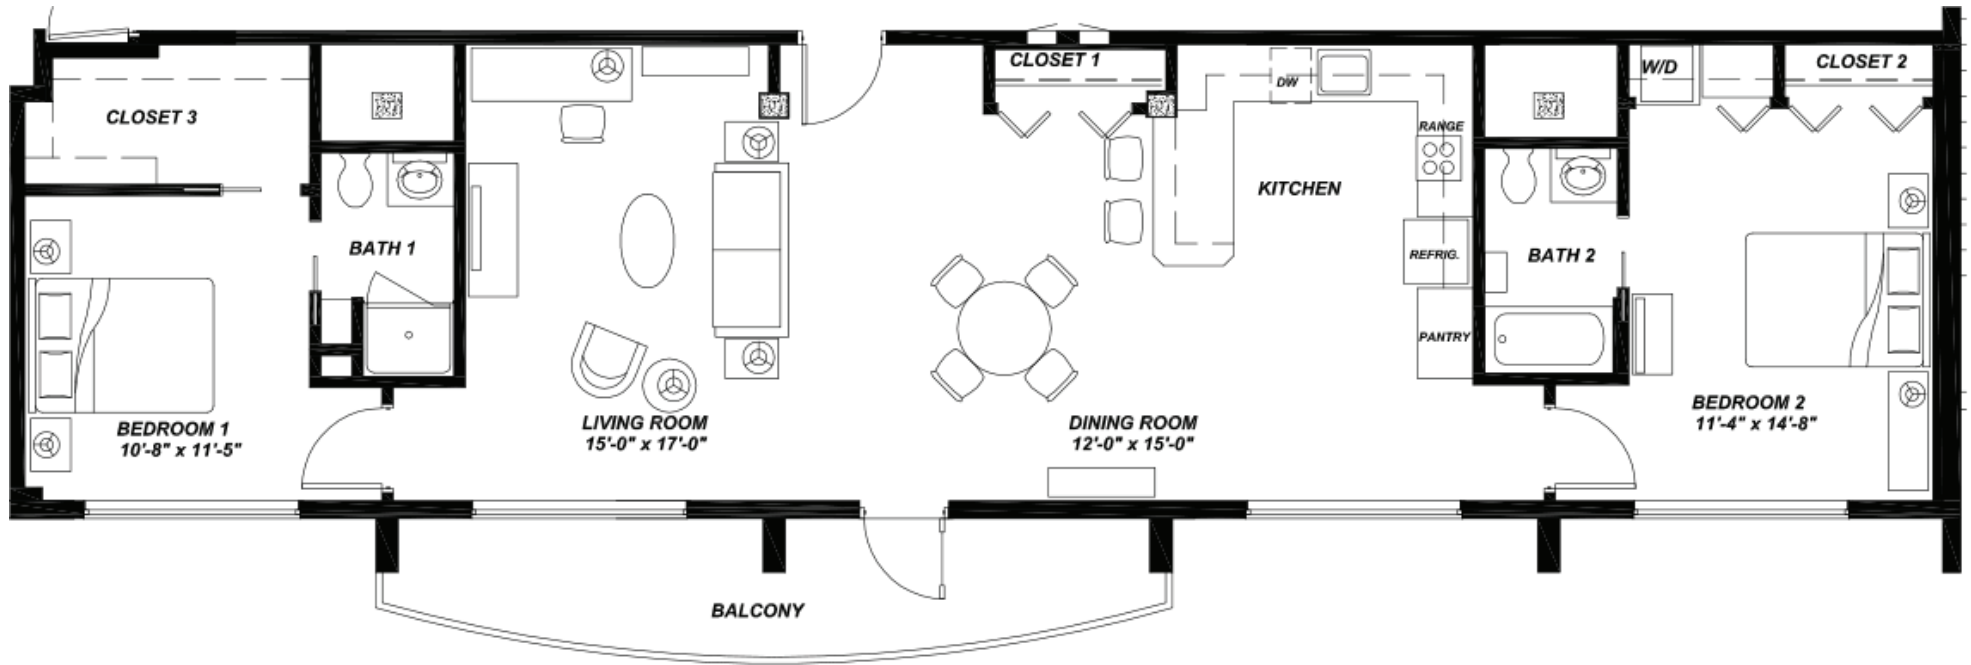 CLOSET 3
BATH 1
BEDROOM 1
10'-8" x 11'-5"
LIVING ROOM
15'-0" x 17'-0"
CLOSET 1
DW
RANGE
KITCHEN
REFRIG.
PANTRY
DINING ROOM
12'-0" x 15'-0"
BATH 2
W/D
CLOSET 2
BEDROOM 2
11'-4" x 14'-8"
BALCONY